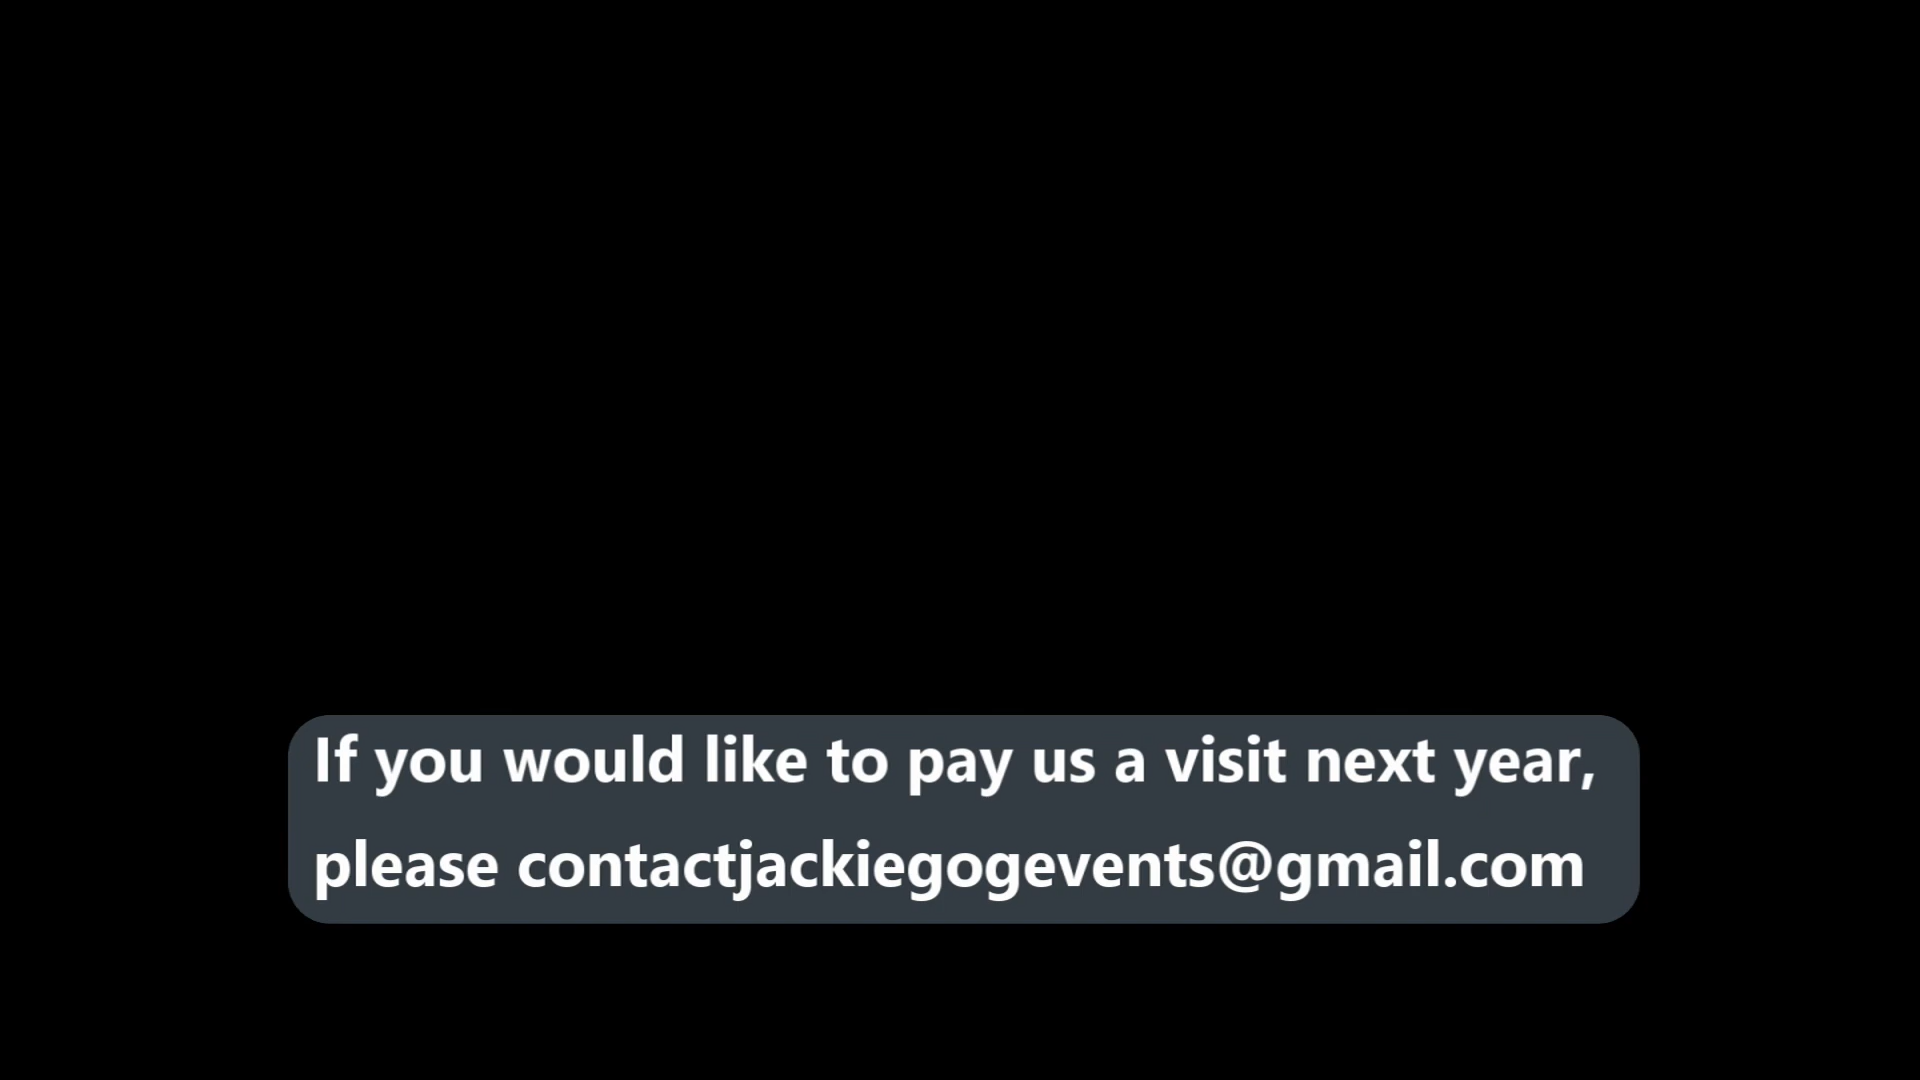 If you would like to pay us a visit next year,
please contactjackiegogevents@gmail.com